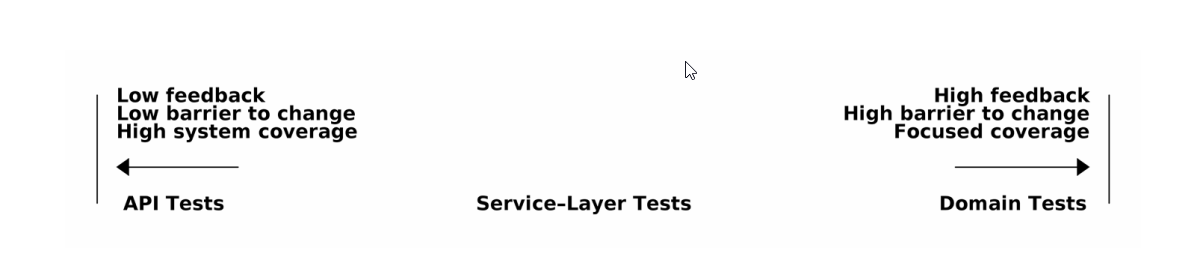 Low feedback
Low barrier to change
High system coverage
High feedback
High barrier to change
Focused coverage
API Tests
Service–Layer Tests
Domain Tests